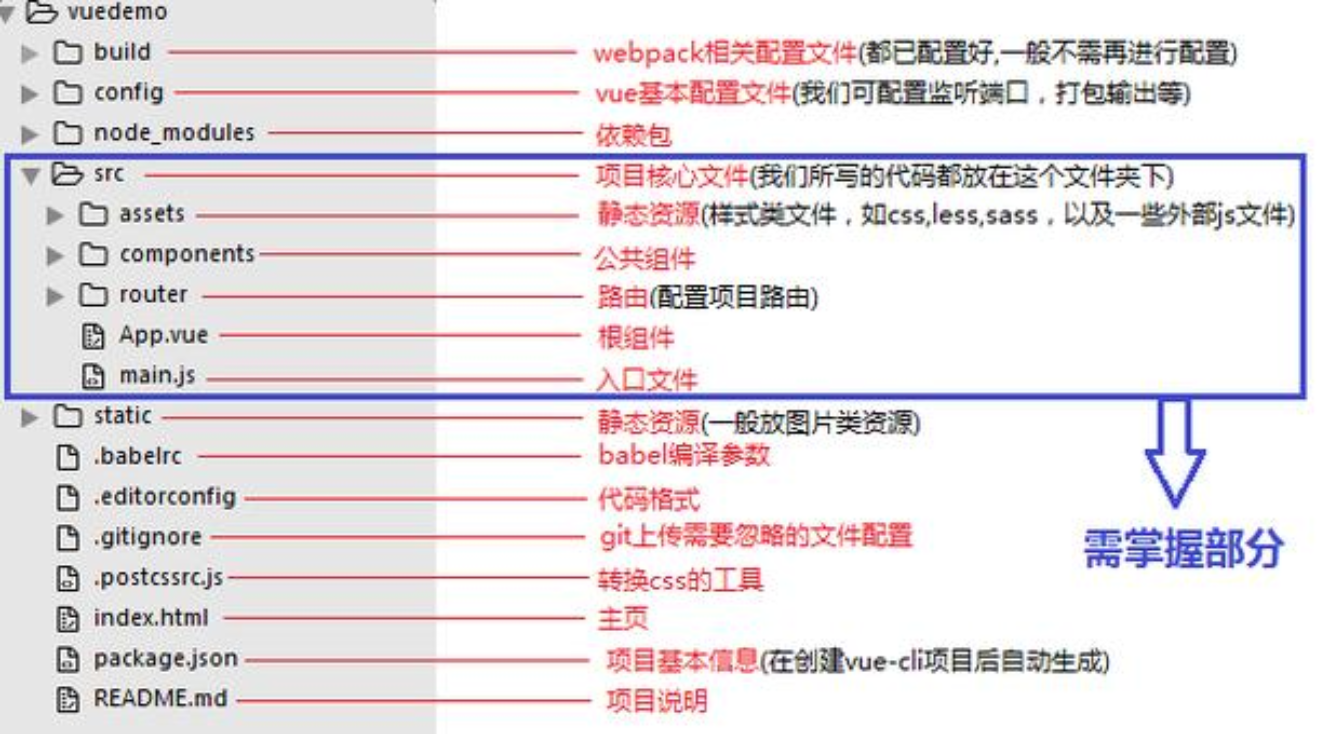 vuedemo
build webpack相关配置文件(都已配置好,一般不需再进行配置)
config vue基本配置文件(我们可配置监听端口，打包输出等)
node_modules 依赖包
src 项目核心文件(我们所写的代码都放在这个文件夹下)
assets 静态资源(样式类文件，如css,less,sass，以及一些外部js文件)
components 公共组件
router 路由(配置项目路由)
App.vue 根组件
main.js 入口文件
static 静态资源(一般放图片类资源)
.babelrc babel编译参数
.editorconfig 代码格式
.gitignore git上传需要忽略的文件配置
需掌握部分
.postcssrc.js 转换css的工具
index.html 主页
package.json 项目基本信息(在创建vue-cli项目后自动生成)
README.md 项目说明